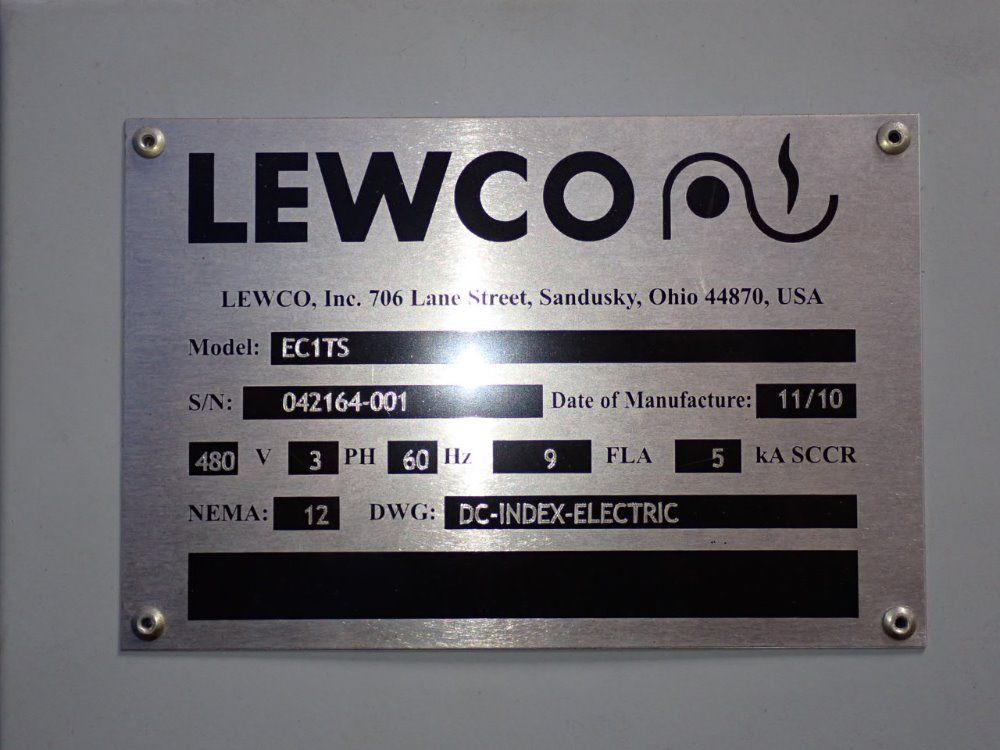 LEWCO
LEWCO, Inc. 706 Lane Street, Sandusky, Ohio 44870, USA
Model: EC1TS
S/N: 042164-001 Date of Manufacture: 11/10
480 V 3 PH 60 Hz 9 FLA 5 kA SCCR
NEMA: 12 DWG: DC-INDEX-ELECTRIC